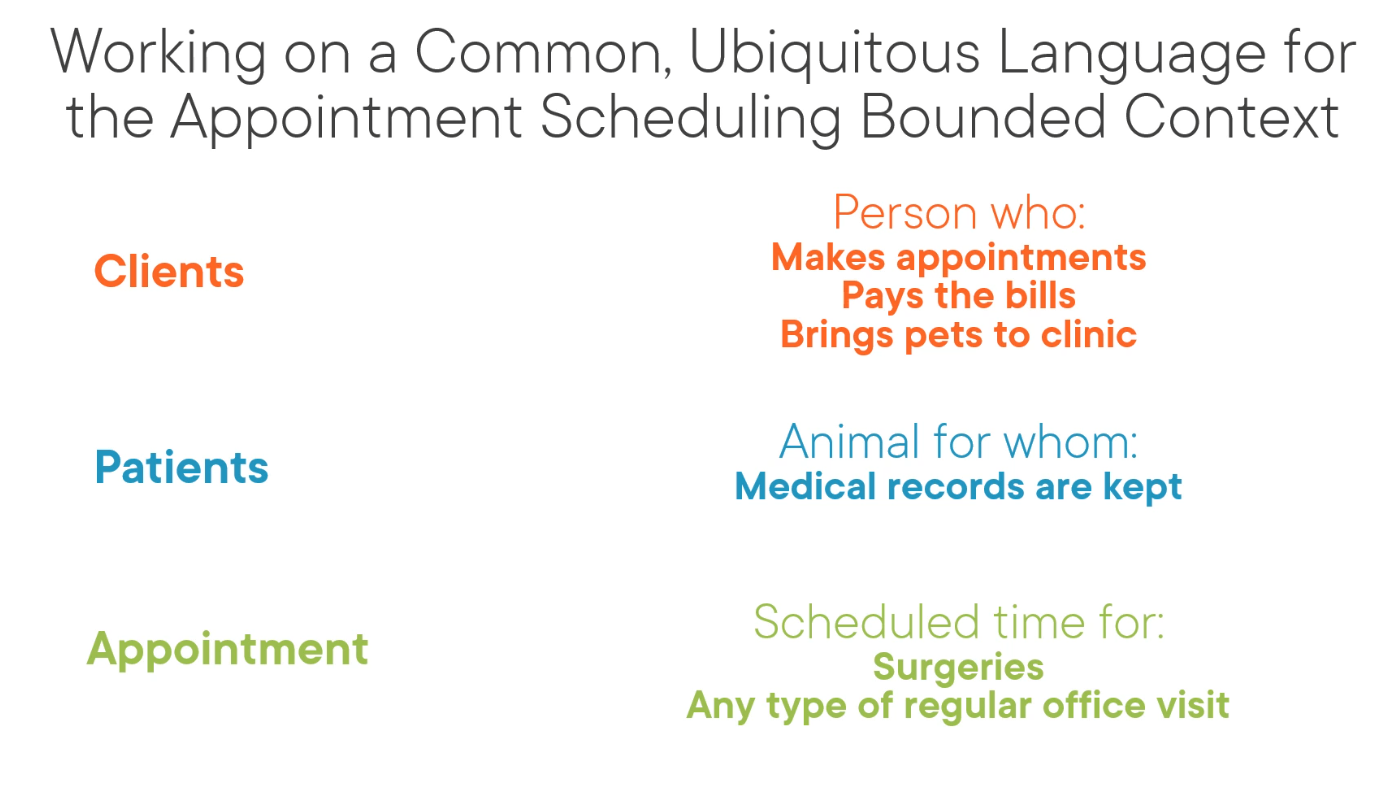 Working on a Common, Ubiquitous Language for
the Appointment Scheduling Bounded Context
Clients
Person who:
Makes appointments
Pays the bills
Brings pets to clinic
Patients
Animal for whom:
Medical records are kept
Appointment
Scheduled time for:
Surgeries
Any type of regular office visit